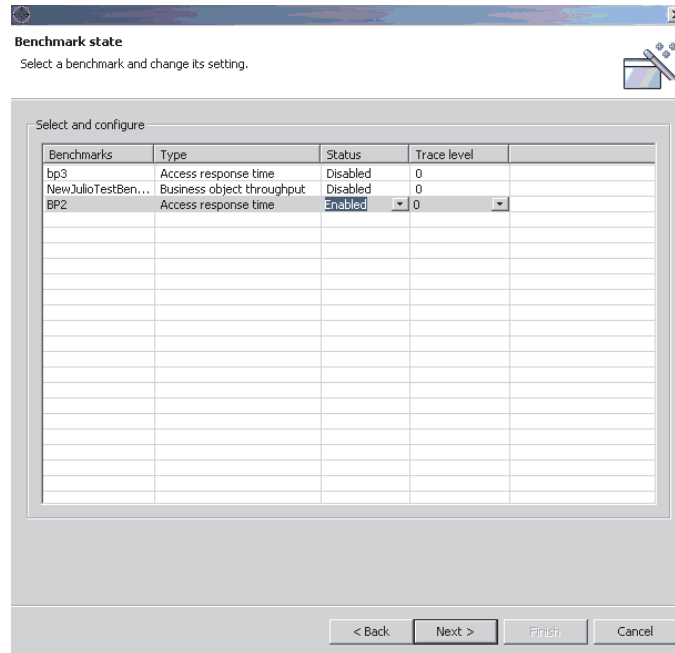 Benchmark state
Select a benchmark and change its setting.
Select and configure
Benchmarks Type Status Trace level
bp3 Access response time Disabled 0
NewJulioTestBen... Business object throughput Disabled 0
BP2 Access response time Enabled 0
< Back Next > Finish Cancel